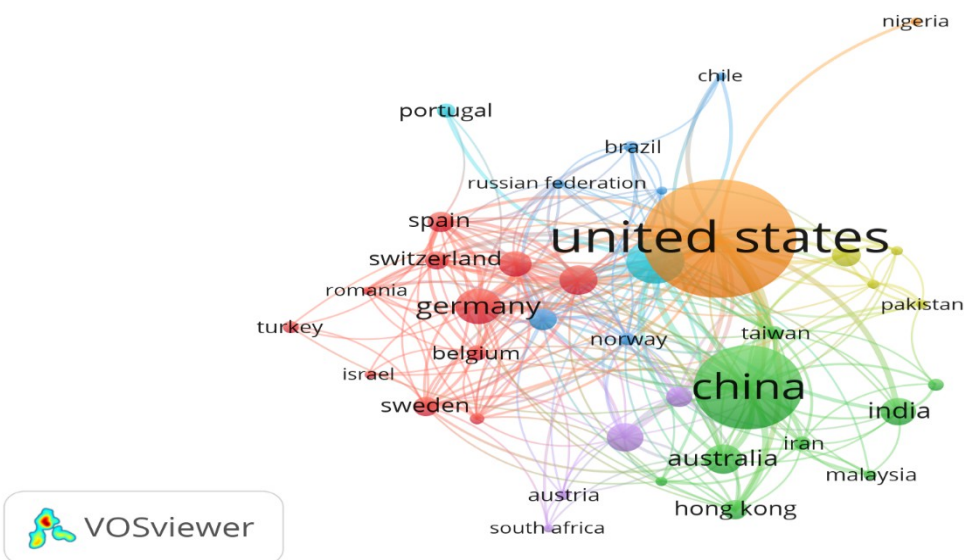 nigeria
chile
portugal
brazil
russian federation
spain
united states
switzerland
romania
germany
pakistan
turkey
norway
taiwan
belgium
israel
china
sweden
india
iran
australia
malaysia
austria
hong kong
south africa
VOSviewer